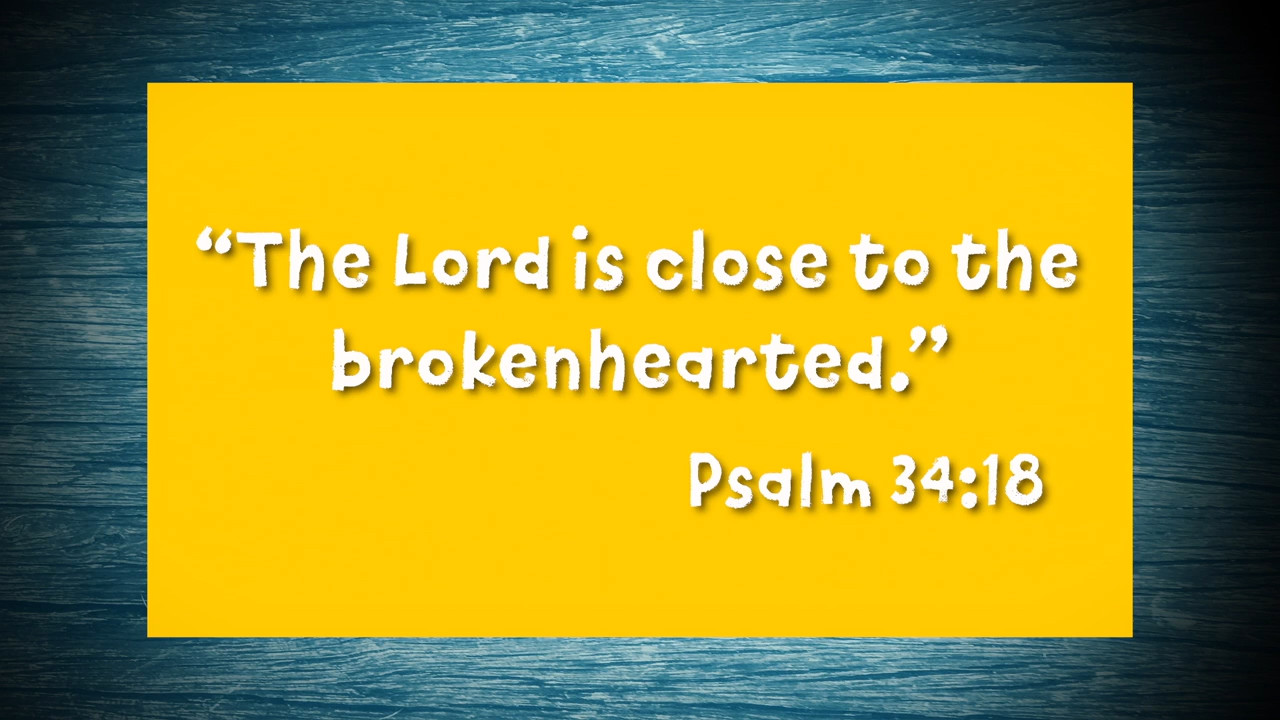 “The Lord is close to the
brokenhearted.”
Psalm 34:18